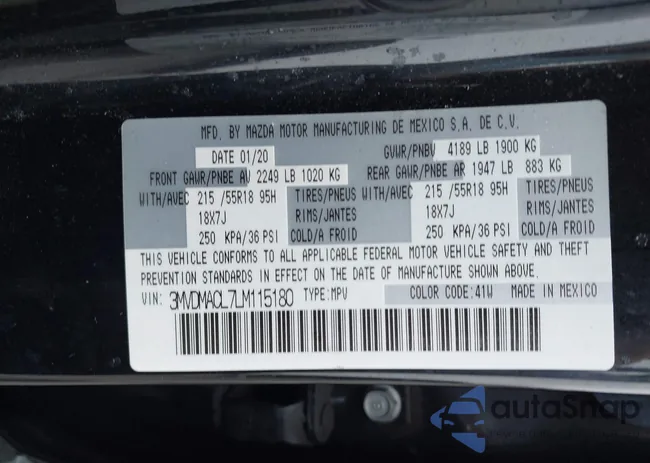 MFD. BY MAZDA MOTOR MANUFACTURING DE MEXICO S.A. DE C.V.
DATE 01/20 GVWR/PNBV 4189 LB 1900 KG
FRONT GAWR/PNBE AV 2249 LB 1020 KG REAR GAWR/PNBE AR 1947 LB 883 KG
WITH/AVEC 215 /55R18 95H TIRES/PNEUS WITH/AVEC 215 /55R18 95H TIRES/PNEUS
18X7J RIMS/JANTES 18X7J RIMS/JANTES
250 KPA/36 PSI COLD/A FROID 250 KPA/36 PSI COLD/A FROID
THIS VEHICLE CONFORMS TO ALL APPLICABLE FEDERAL MOTOR VEHICLE SAFETY AND THEFT
PREVENTION STANDARDS IN EFFECT ON THE DATE OF MANUFACTURE SHOWN ABOVE.
VIN: 3MVDMACL7LM115180 TYPE: MPV COLOR CODE: 41W MADE IN MEXICO
autoSnap